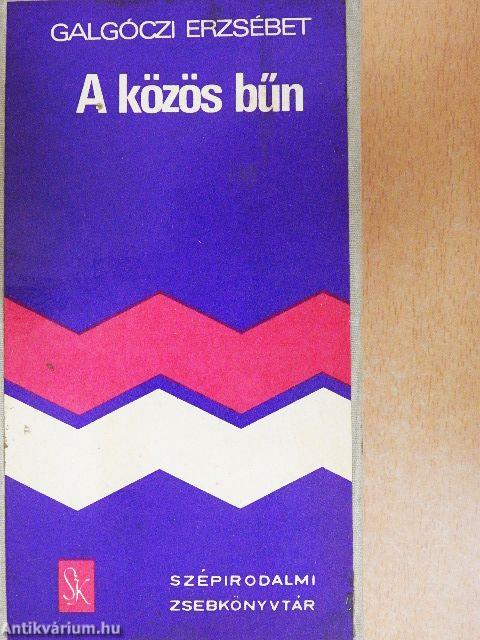 GALGÓCZI ERZSÉBET
A közös bűn
SK
SZÉPIRODALMI
ZSEBKÖNYVTÁR
Antikvárium.hu